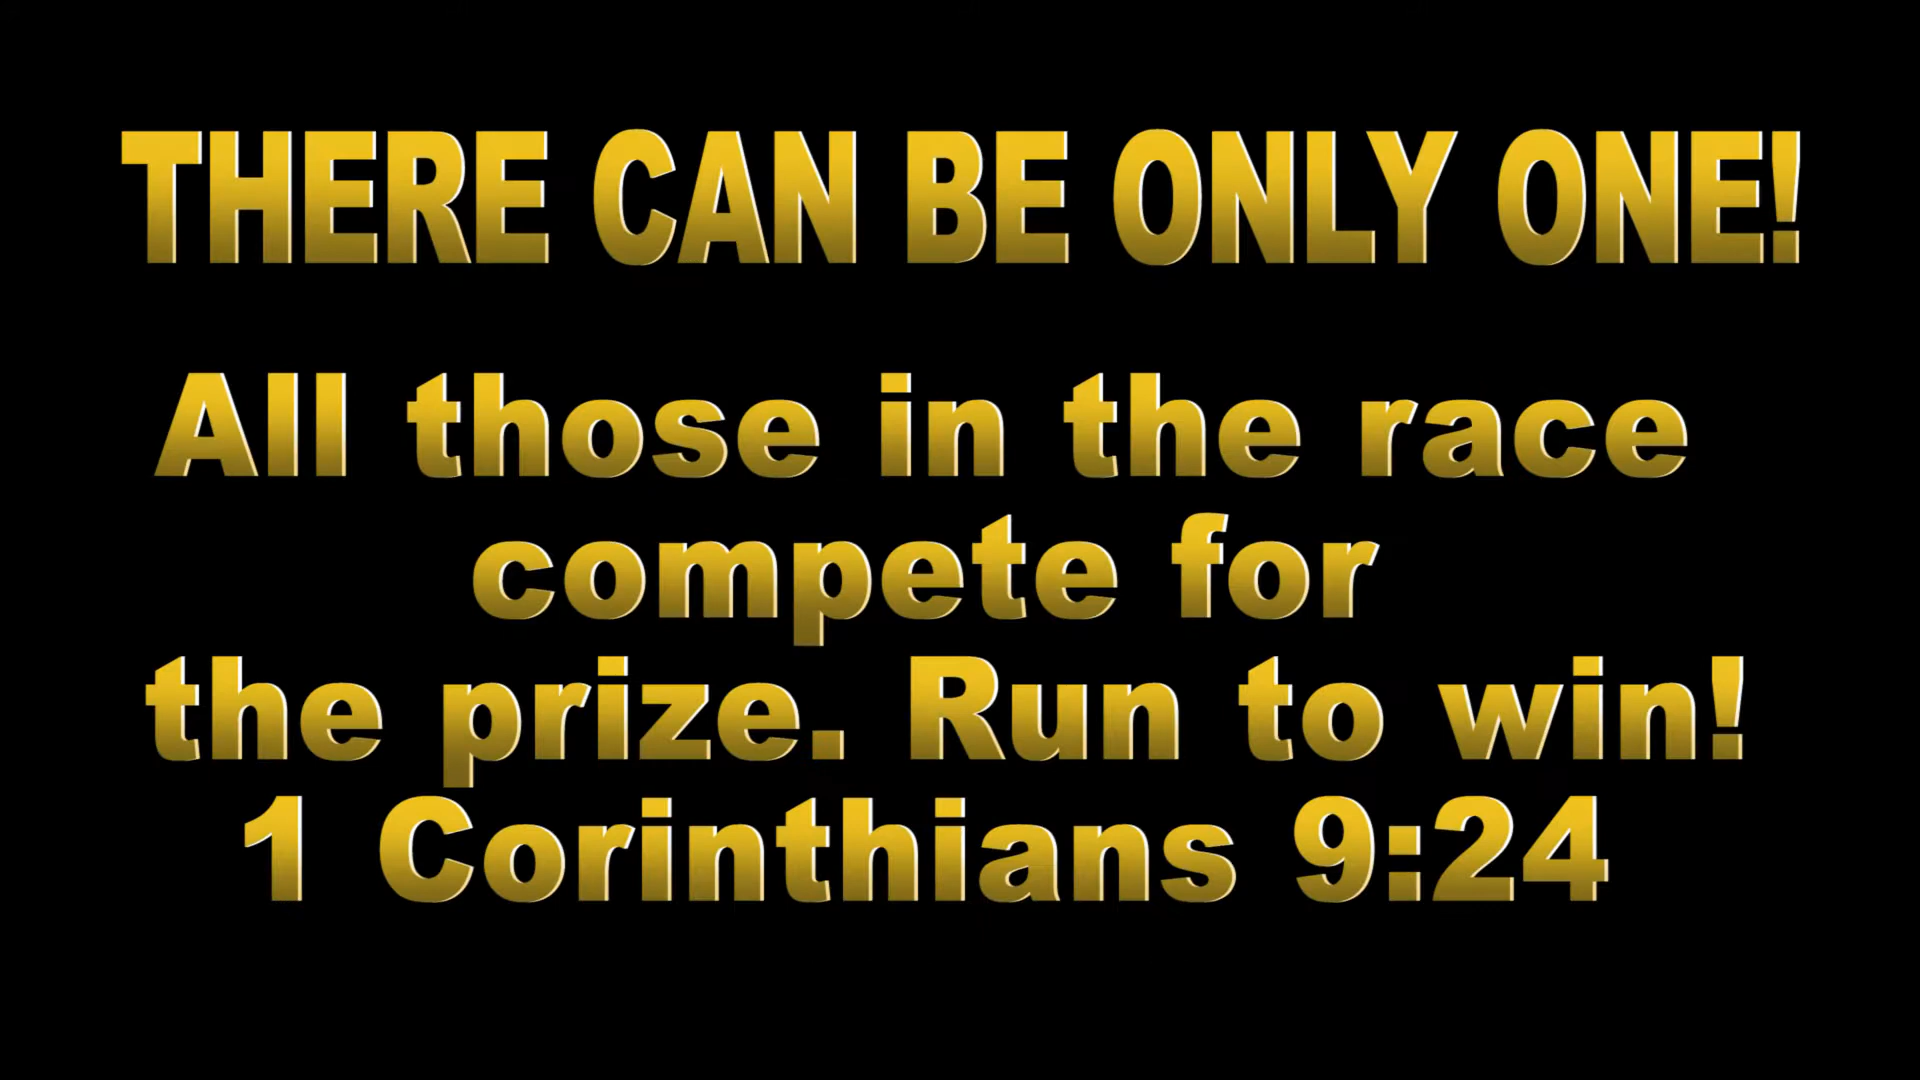 THERE CAN BE ONLY ONE!
All those in the race
compete for
the prize. Run to win!
1 Corinthians 9:24